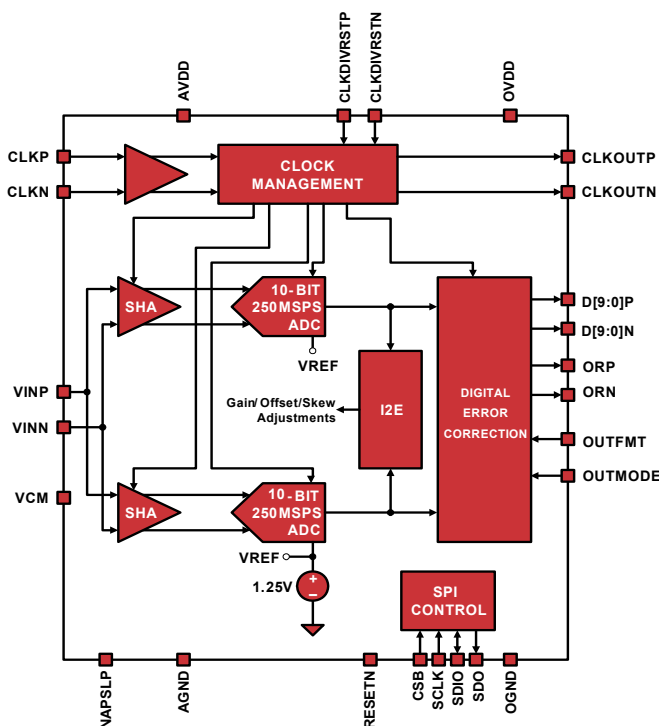 AVDD
CLKDIVRSTP
CLKDIVRSTN
OVDD
CLKP
CLKN
CLOCK
MANAGEMENT
CLKOUTP
CLKOUTN
SHA
10-BIT
250MSPS
ADC
VREF
D[9:0]P
D[9:0]N
ORP
ORN
OUTFMT
OUTMODE
VINP
VINN
VCM
Gain/Offset/Skew
Adjustments
I2E
DIGITAL
ERROR
CORRECTION
SHA
10-BIT
250MSPS
ADC
VREF
1.25V
+
–
SPI
CONTROL
NAPSLP
AGND
RESETN
CSB
SCLK
SDIO
SDO
OGND